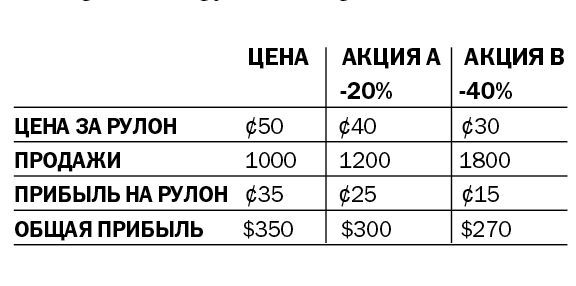 ЦЕНА АКЦИЯ А АКЦИЯ В
-20% -40%
ЦЕНА ЗА РУЛОН ¢50 ¢40 ¢30
ПРОДАЖИ 1000 1200 1800
ПРИБЫЛЬ НА РУЛОН ¢35 ¢25 ¢15
ОБЩАЯ ПРИБЫЛЬ $350 $300 $270